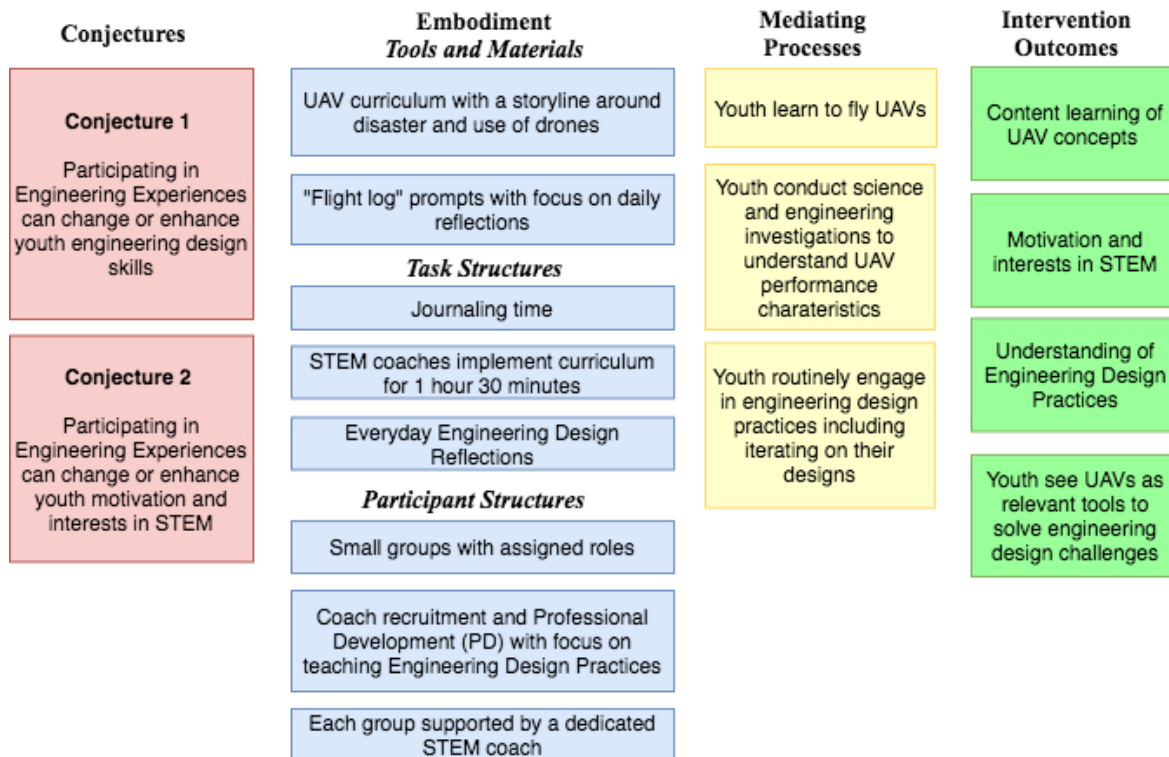 Conjectures
Conjecture 1
Participating in
Engineering Experiences
can change or enhance
youth engineering design
skills
Conjecture 2
Participating in
Engineering Experiences
can change or enhance
youth motivation and
interests in STEM
Embodiment
Tools and Materials
UAV curriculum with a storyline around
disaster and use of drones
"Flight log" prompts with focus on daily
reflections
Task Structures
Journaling time
STEM coaches implement curriculum
for 1 hour 30 minutes
Everyday Engineering Design
Reflections
Participant Structures
Small groups with assigned roles
Coach recruitment and Professional
Development (PD) with focus on
teaching Engineering Design Practices
Each group supported by a dedicated
STEM coach
Mediating
Processes
Youth learn to fly UAVs
Youth conduct science
and engineering
investigations to
understand UAV
performance
charateristics
Youth routinely engage
in engineering design
practices including
iterating on their
designs
Intervention
Outcomes
Content learning of
UAV concepts
Motivation and
interests in STEM
Understanding of
Engineering Design
Practices
Youth see UAVs as
relevant tools to
solve engineering
design challenges